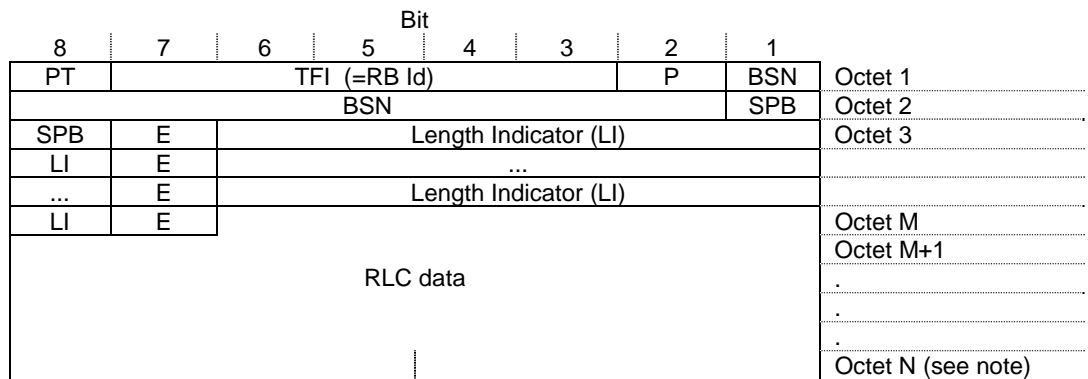 Bit
8 7 6 5 4 3 2 1
PT TFI (=RB Id) P BSN Octet 1
BSN SPB Octet 2
SPB E Length Indicator (LI) Octet 3
LI E ...
... E Length Indicator (LI)
LI E Octet M
Octet M+1
RLC data .
.
.
Octet N (see note)